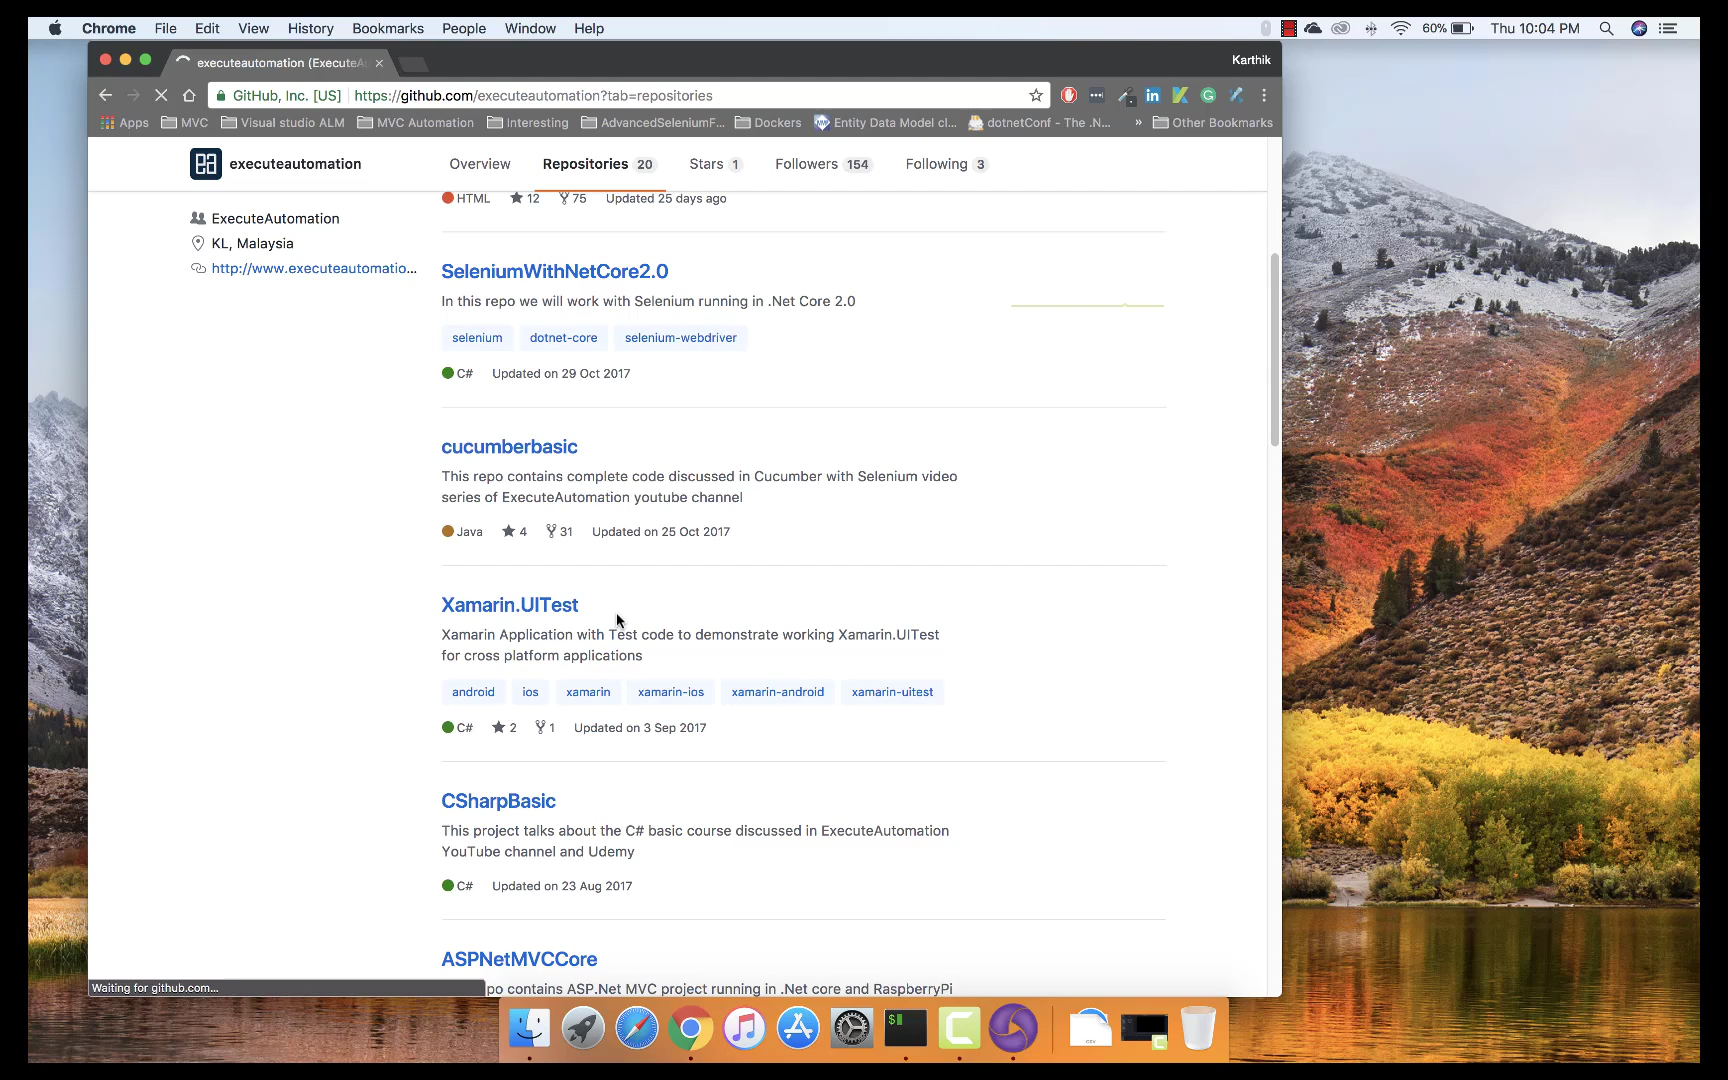 Chrome File Edit View History Bookmarks People Window Help
60% Thu 10:04 PM
executeautomation (ExecuteA
Karthik
GitHub, Inc. [US] https://github.com/executeautomation?tab=repositories
Apps MVC Visual studio ALM MVC Automation Interesting AdvancedSeleniumF... Dockers Entity Data Model cl... dotnetConf - The .N... » Other Bookmarks
executeautomation Overview Repositories 20 Stars 1 Followers 154 Following 3
HTML 12 75 Updated 25 days ago
ExecuteAutomation
KL, Malaysia
http://www.executeautomatio...
SeleniumWithNetCore2.0
In this repo we will work with Selenium running in .Net Core 2.0
selenium dotnet-core selenium-webdriver
C# Updated on 29 Oct 2017
cucumberbasic
This repo contains complete code discussed in Cucumber with Selenium video
series of ExecuteAutomation youtube channel
Java 4 31 Updated on 25 Oct 2017
Xamarin.UITest
Xamarin Application with Test code to demonstrate working Xamarin.UITest
for cross platform applications
android ios xamarin xamarin-ios xamarin-android xamarin-uitest
C# 2 1 Updated on 3 Sep 2017
CSharpBasic
This project talks about the C# basic course discussed in ExecuteAutomation
YouTube channel and Udemy
C# Updated on 23 Aug 2017
ASPNetMVCCore
po contains ASP.Net MVC project running in .Net core and RaspberryPi
Waiting for github.com...